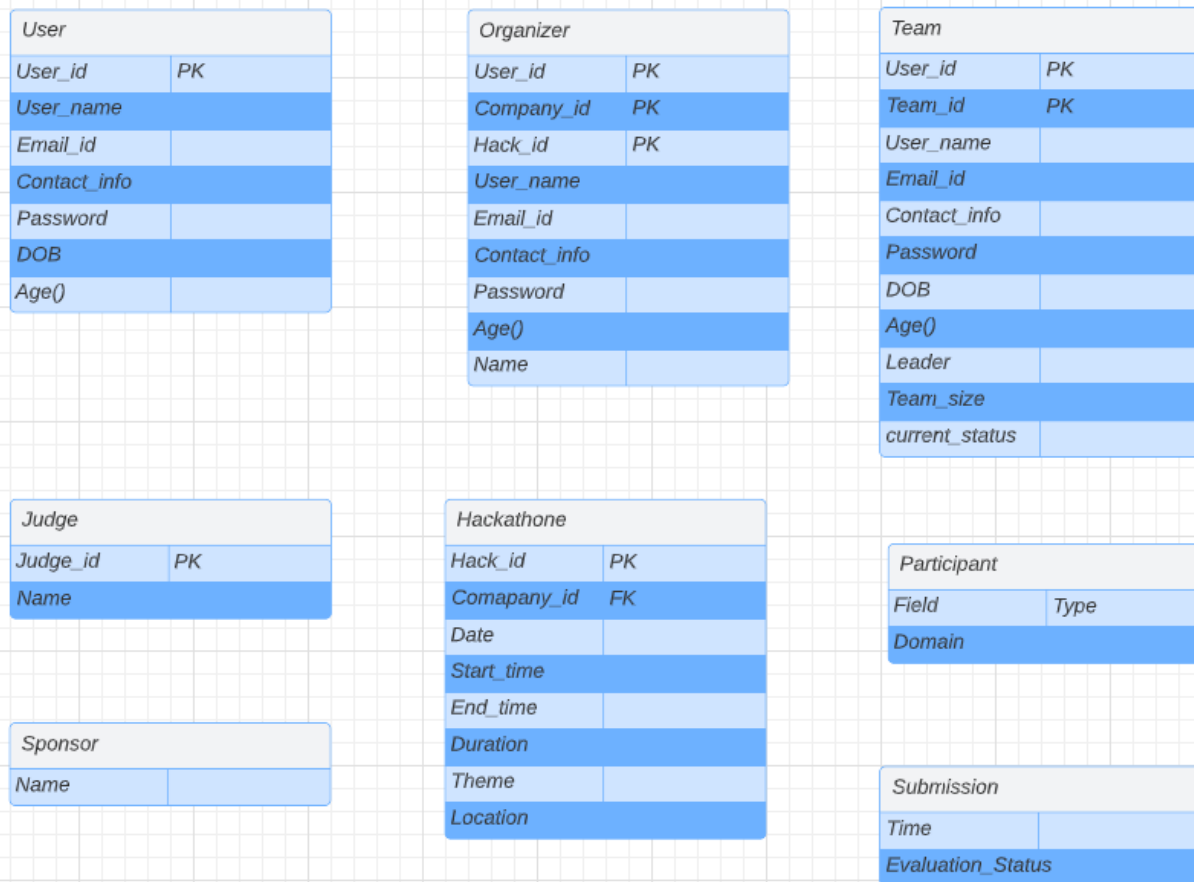 User
User_id PK
User_name
Email_id
Contact_info
Password
DOB
Age()
Organizer
User_id PK
Company_id PK
Hack_id PK
User_name
Email_id
Contact_info
Password
Age()
Name
Team
User_id PK
Team_id PK
User_name
Email_id
Contact_info
Password
DOB
Age()
Leader
Team_size
current_status
Judge
Judge_id PK
Name
Hackathone
Hack_id PK
Comapany_id FK
Date
Start_time
End_time
Duration
Theme
Location
Participant
Field Type
Domain
Sponsor
Name
Submission
Time
Evaluation_Status